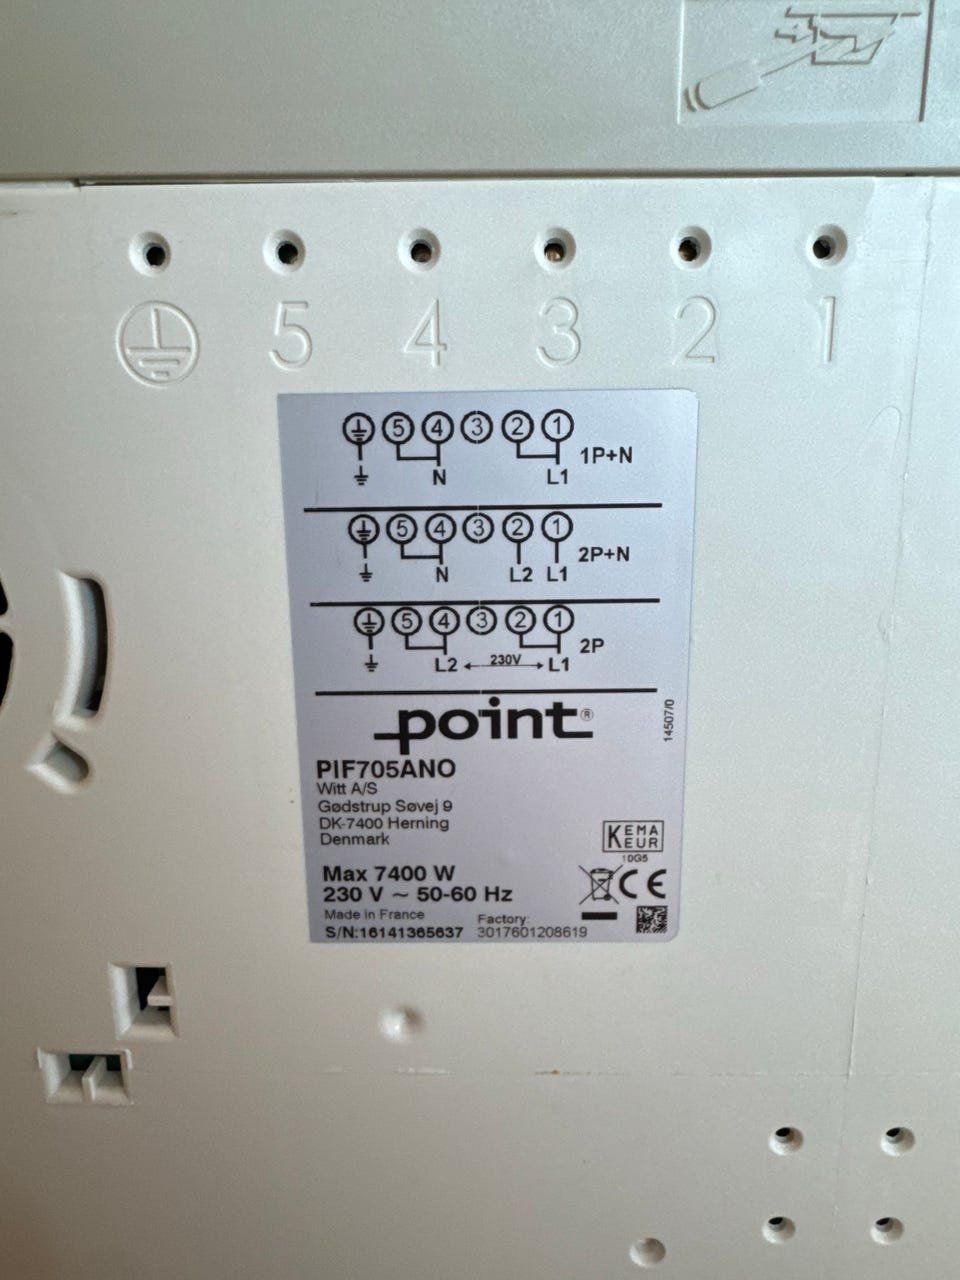 5 4 3 2 1
5 4 3 2 1
1P+N
N L1
5 4 3 2 1
2P+N
N L2 L1
5 4 3 2 1
2P
L2 230V L1
point®
14507/0
PIF705ANO
Witt A/S
Gødstrup Søvej 9
DK-7400 Herning
Denmark
KEMA
KEUR
10G5
Max 7400 W
230 V ~ 50-60 Hz
CE
Made in France
Factory:
S/N:16141365637 3017601208619